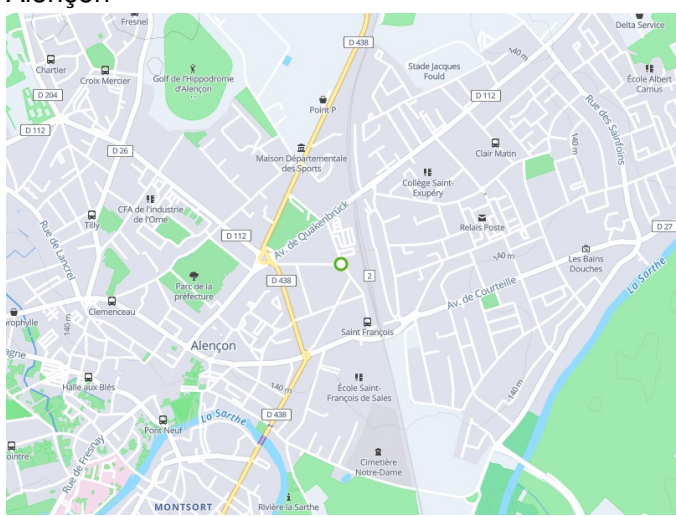 Fresnel
D 438
Delta Service
Chartier
Croix Mercier
Golf de l'Hippodrome
d'Alençon
Stade Jacques
Fould
140 m
École Albert
Camus
D 204
D 112
Point P
Rue des Sainfoins
D 112
D 26
Maison Départementale
des Sports
Clair Matin
140 m
Collège Saint-
Exupéry
CFA de l'industrie
de l'Orne
Tilly
Rue de Lancrel
D 112
Av. de Quakenbrück
Relais Poste
D 27
140 m
Les Bains
Douches
Parc de la
préfecture
D 438
2
Av. de Courteille
La Sarthe
Clemenceau
140 m
Saint François
Alençon
Halle aux Blés
140 m
École Saint-
François de Sales
140 m
La Sarthe
D 438
Pont Neuf
Rue de Fresnay
Cimetière
Notre-Dame
MONTSORT
Rivière la Sarthe